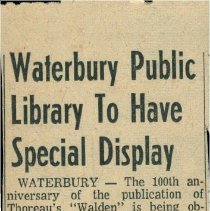 Waterbury Public
Library To Have
Special Display
WATERBURY — The 100th an-
niversary of the publication of
Thoreau's "Walden" is being ob-